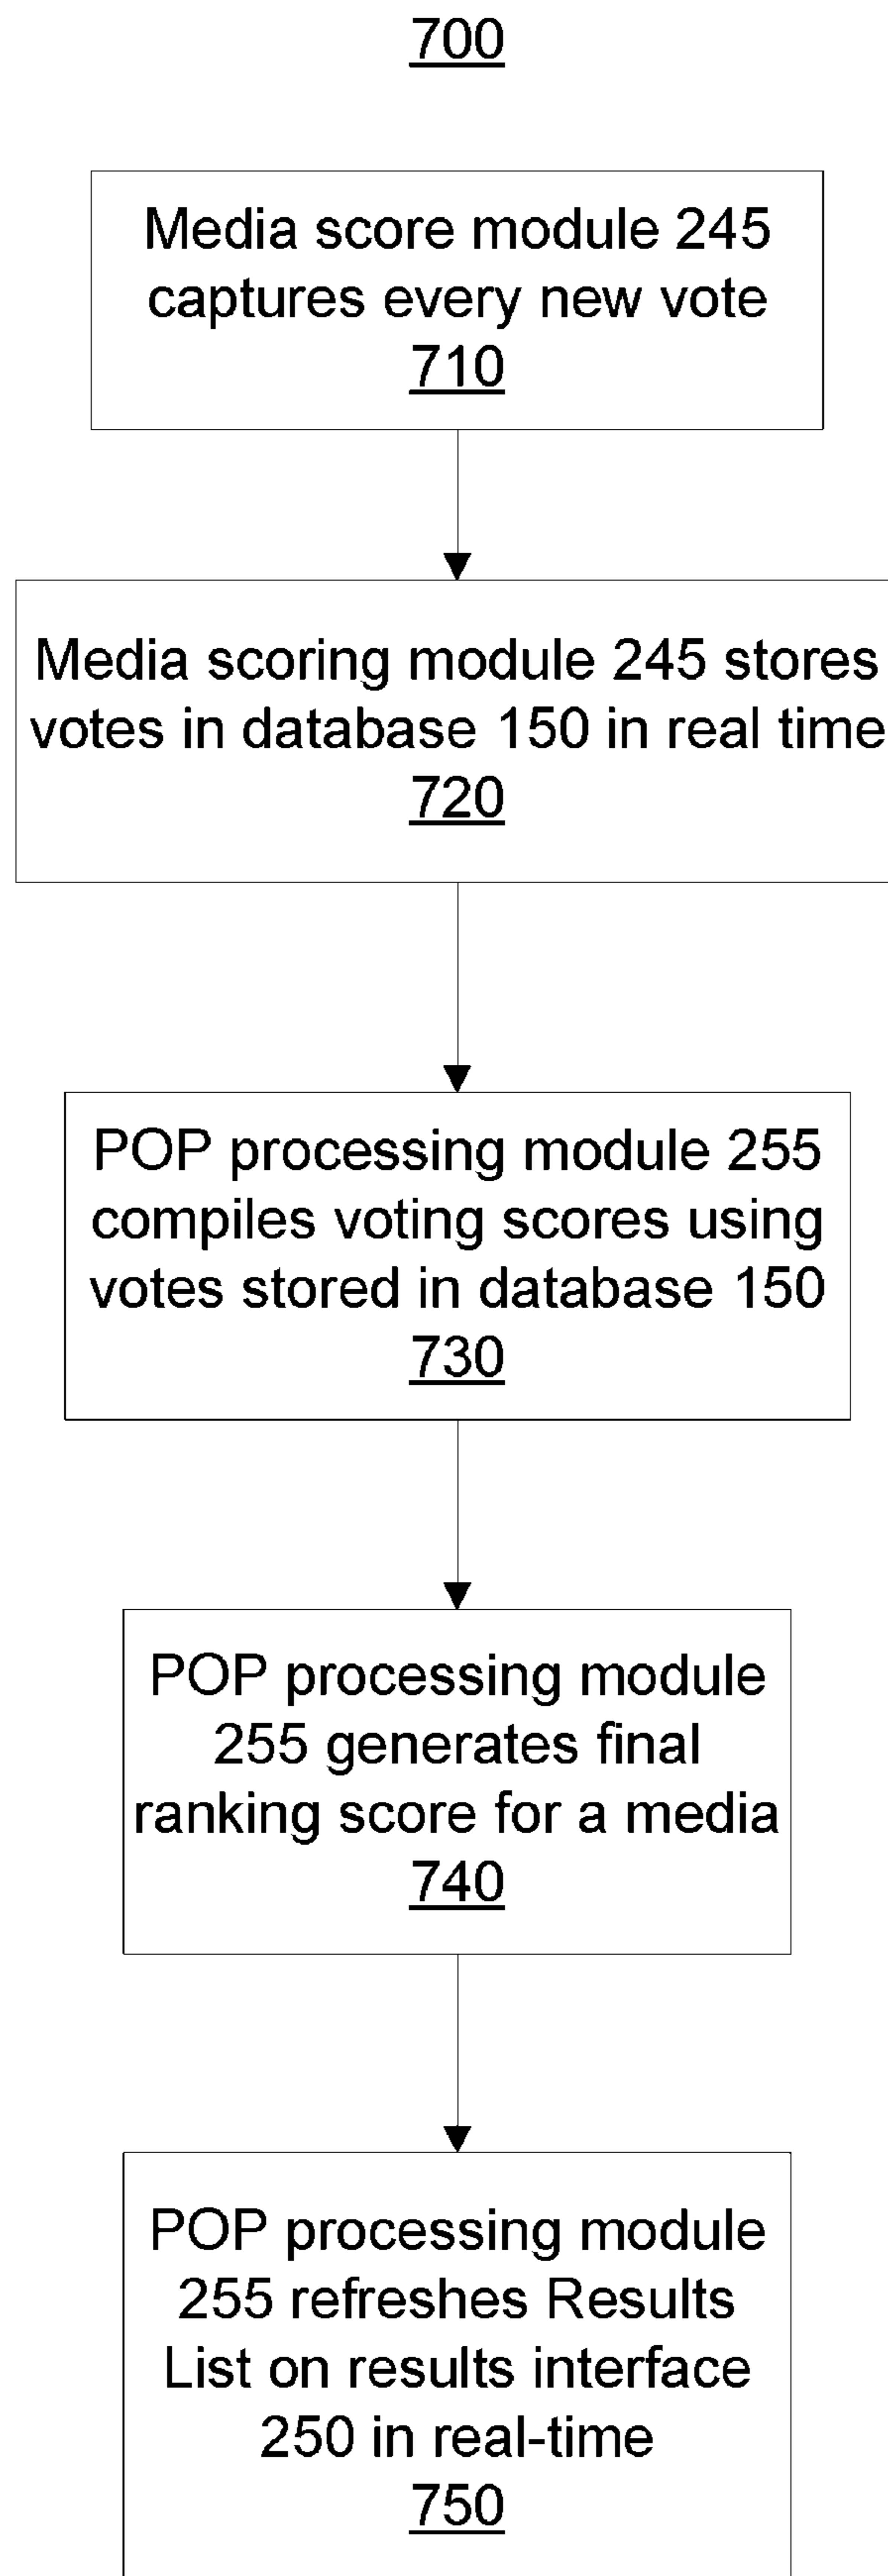 700
Media score module 245
captures every new vote
710
Media scoring module 245 stores
votes in database 150 in real time
720
POP processing module 255
compiles voting scores using
votes stored in database 150
730
POP processing module
255 generates final
ranking score for a media
740
POP processing module
255 refreshes Results
List on results interface
250 in real-time
750